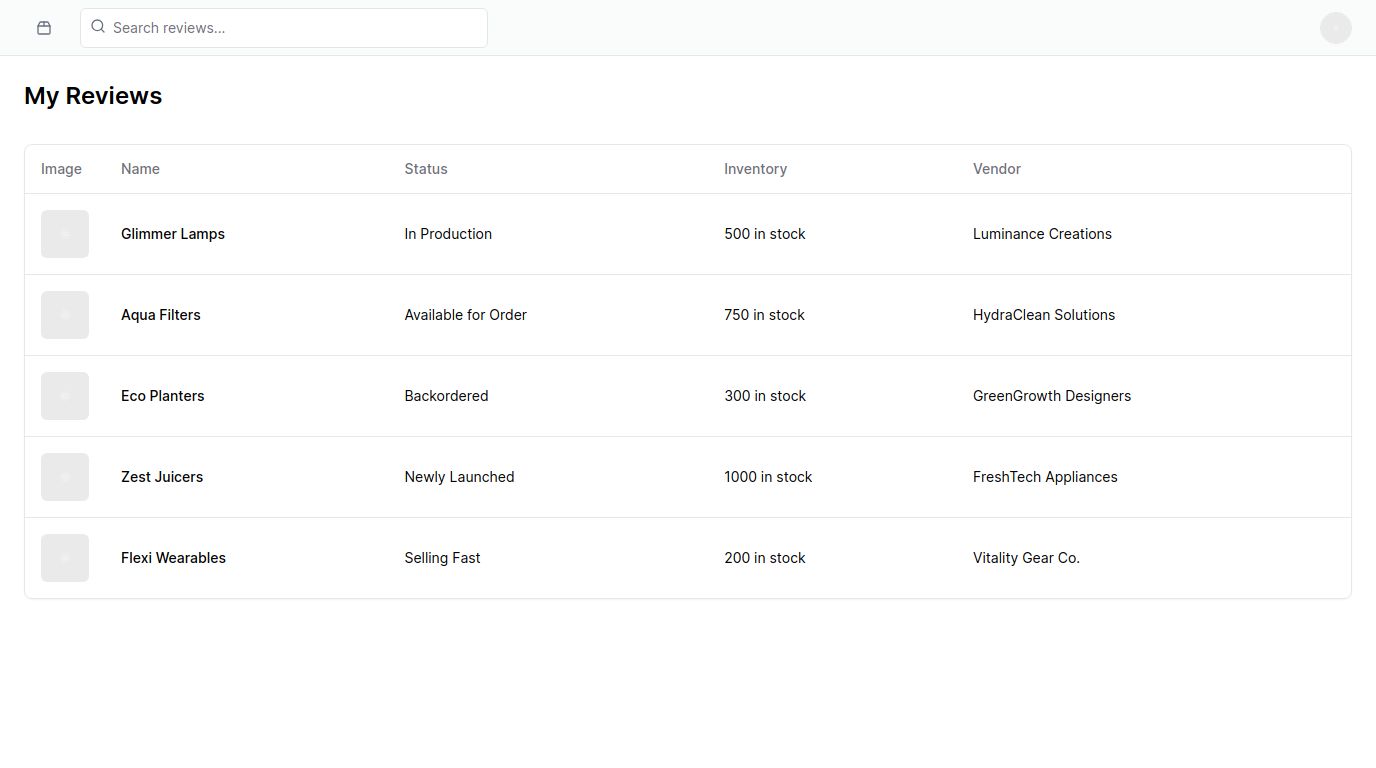 Search reviews...
My Reviews
Image Name Status Inventory Vendor
Glimmer Lamps In Production 500 in stock Luminance Creations
Aqua Filters Available for Order 750 in stock HydraClean Solutions
Eco Planters Backordered 300 in stock GreenGrowth Designers
Zest Juicers Newly Launched 1000 in stock FreshTech Appliances
Flexi Wearables Selling Fast 200 in stock Vitality Gear Co.